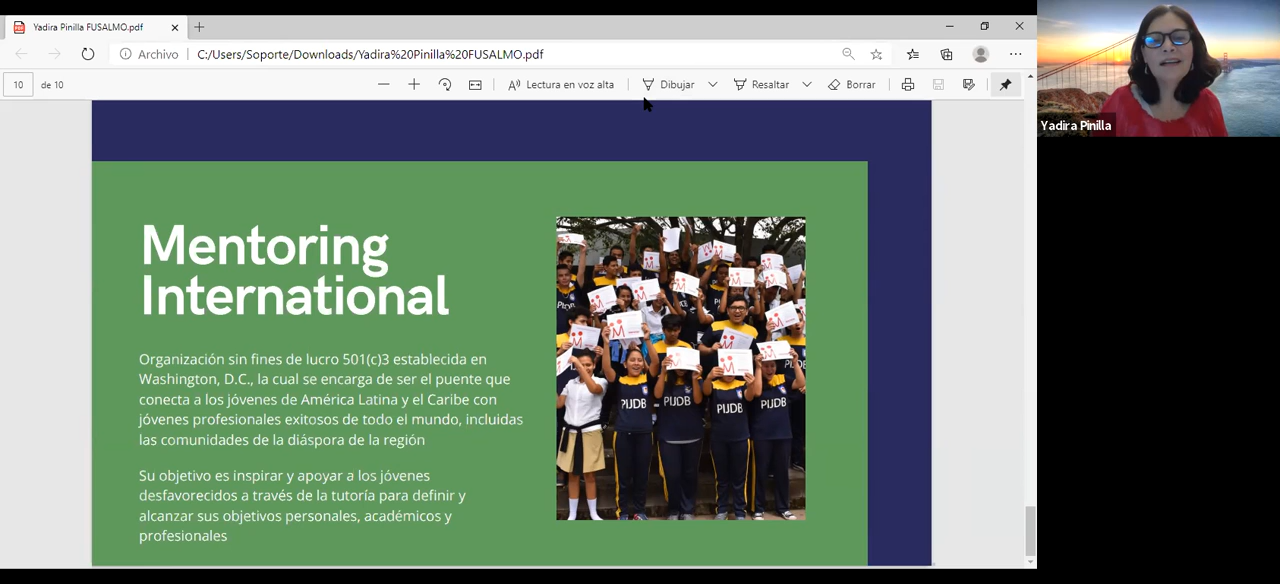 Yadira Pinilla FUSALMO.pdf
Archivo
C:/Users/Soporte/Downloads/Yadira%20Pinilla%20FUSALMO.pdf
10 de 10
Lectura en voz alta
Dibujar
Resaltar
Borrar
Yadira Pinilla
Mentoring
International
Organización sin fines de lucro 501(c)3 establecida en
Washington, D.C., la cual se encarga de ser el puente que
conecta a los jóvenes de América Latina y el Caribe con
jóvenes profesionales exitosos de todo el mundo, incluidas
las comunidades de la diáspora de la región
Su objetivo es inspirar y apoyar a los jóvenes
desfavorecidos a través de la tutoría para definir y
alcanzar sus objetivos personales, académicos y
profesionales
PIJDB
PIJDB
PIJDB
PIJDB